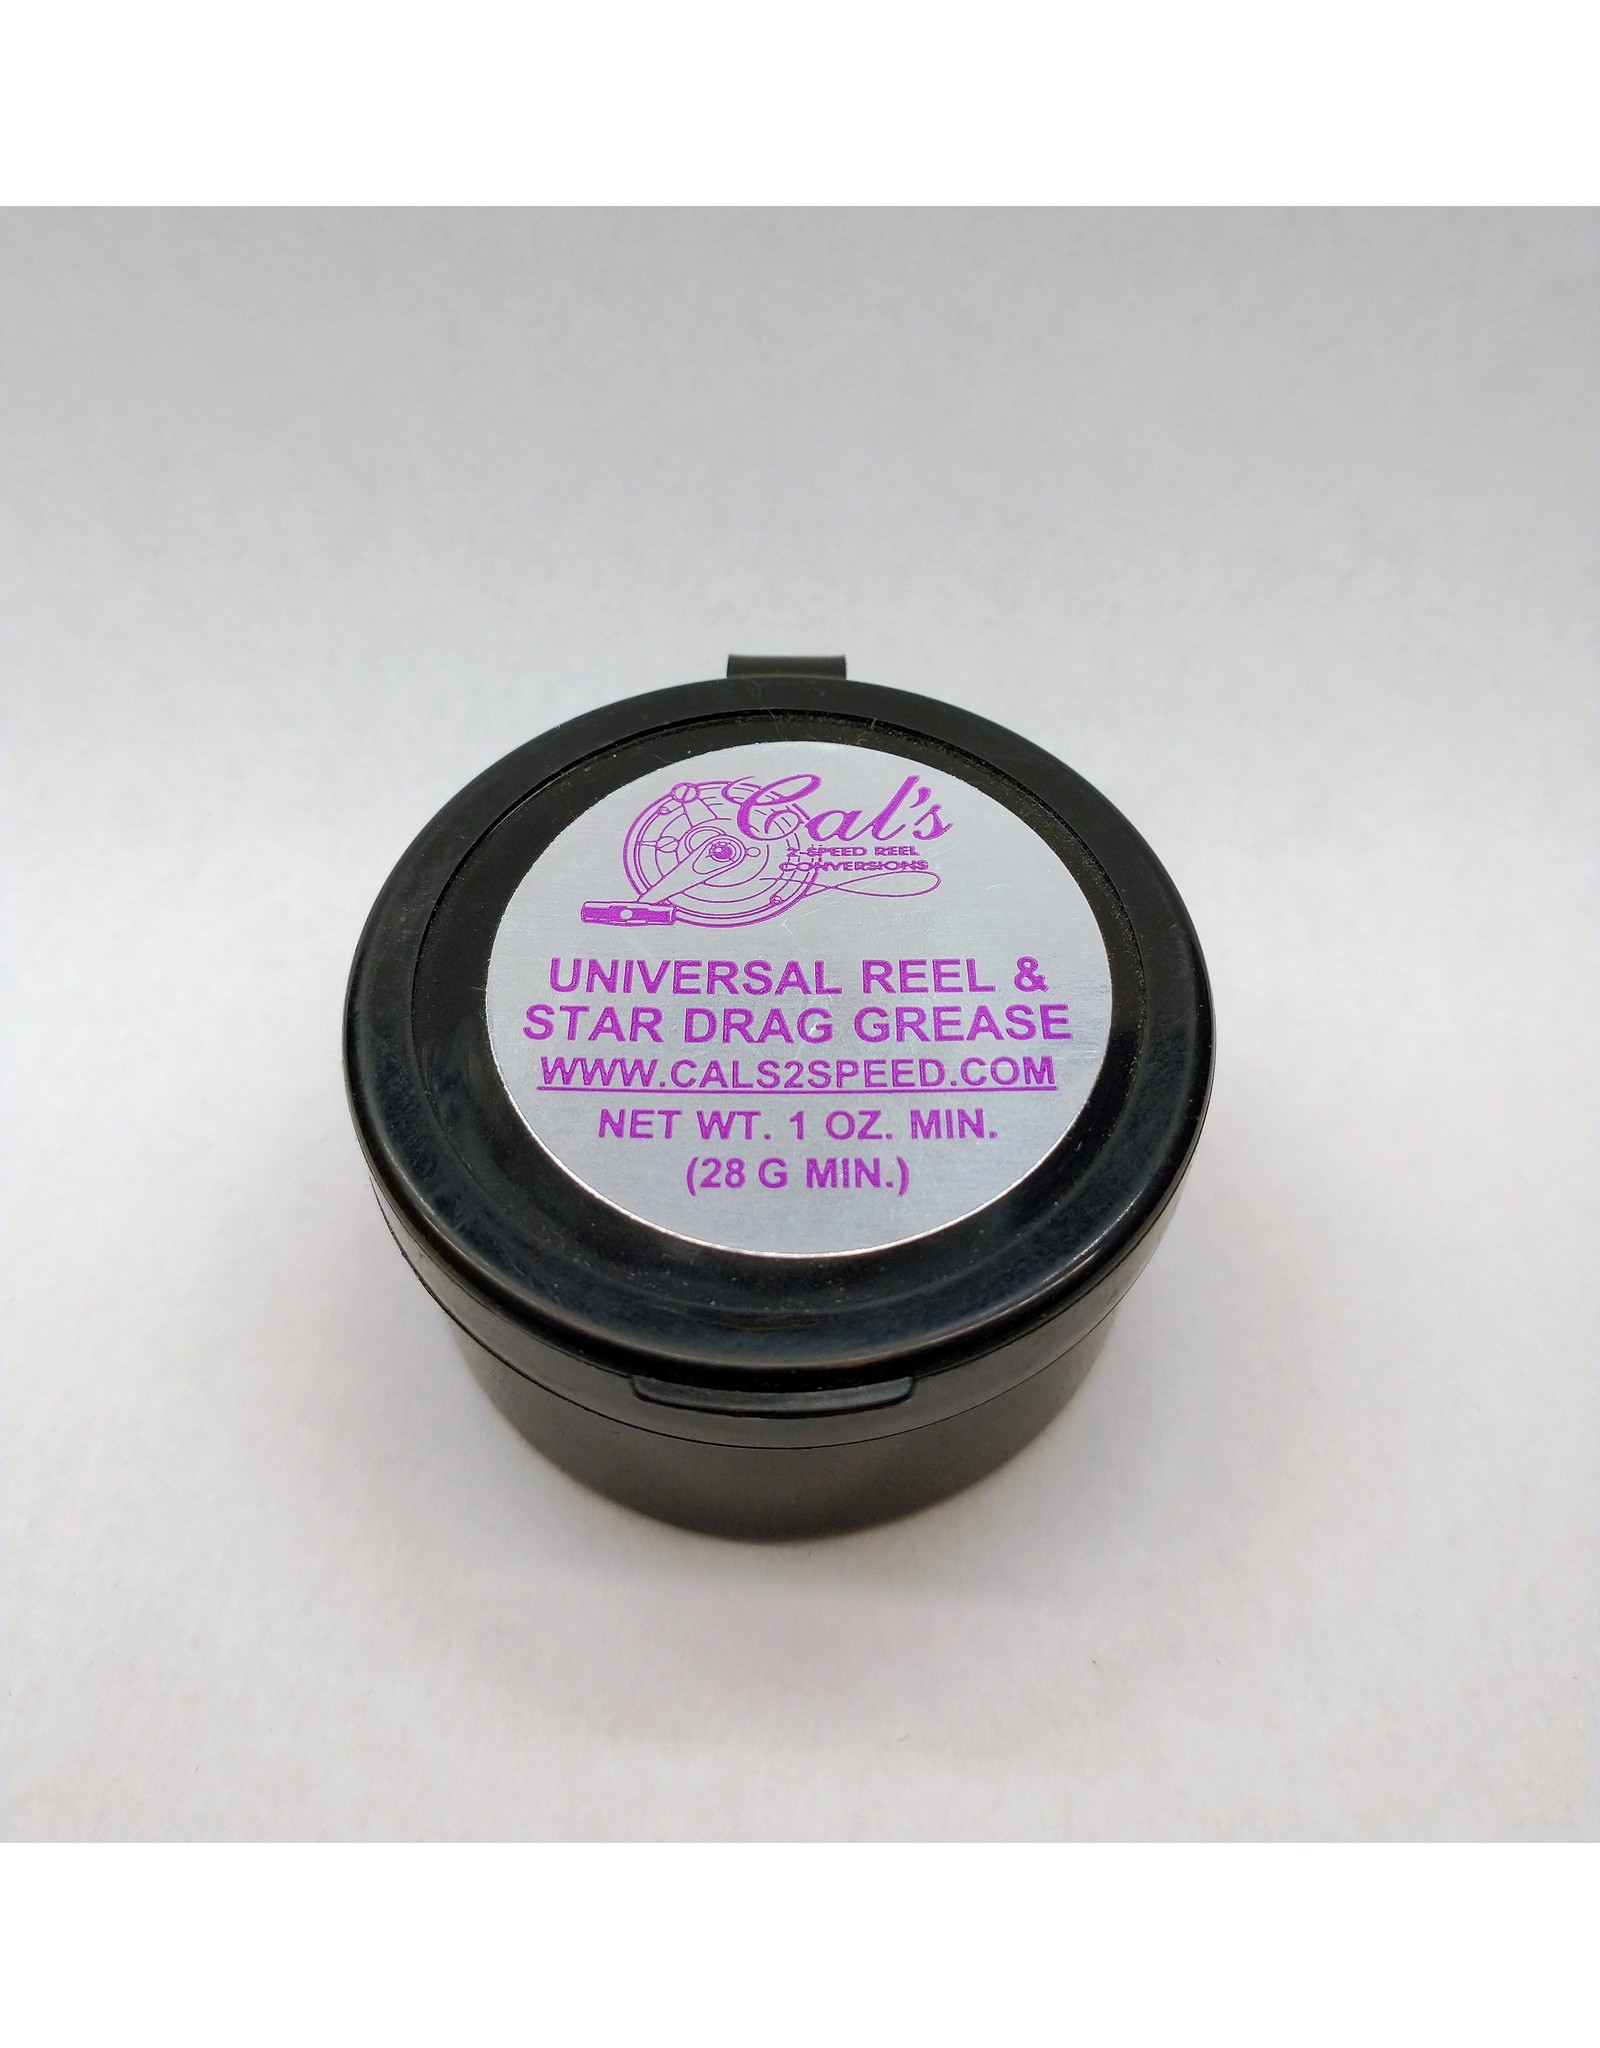 Cal's
2-SPEED REEL
CONVERSIONS
UNIVERSAL REEL &
STAR DRAG GREASE
WWW.CALS2SPEED.COM
NET WT. 1 OZ. MIN.
(28 G MIN.)